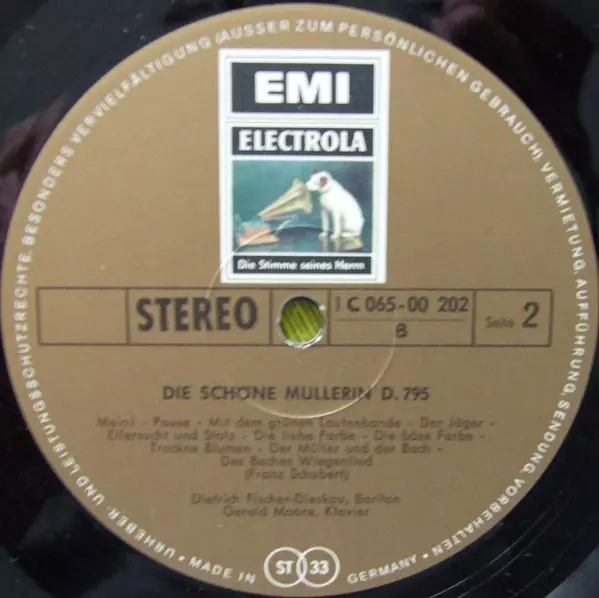 URHEBER- UND LEISTUNGSSCHUTZRECHTE, BESONDERS VERVIELFÄLTIGUNG (AUSSER ZUM PERSÖNLICHEN GEBRAUCH), VERMIETUNG, AUFFÜHRUNG, SENDUNG, VORBEHALTEN
EMI
ELECTROLA
Die Stimme seines Herrn
STEREO
1 C 065-00 202
B
Seite 2
DIE SCHÖNE MÜLLERIN D. 795
Mein! - Pause - Mit dem grünen Lautenbande - Der Jäger -
Eifersucht und Stolz - Die liebe Farbe - Die böse Farbe -
Trockne Blumen - Der Müller und der Bach -
Des Baches Wiegenlied
(Franz Schubert)
Dietrich Fischer-Dieskau, Bariton
Gerald Moore, Klavier
MADE IN ST 33 GERMANY